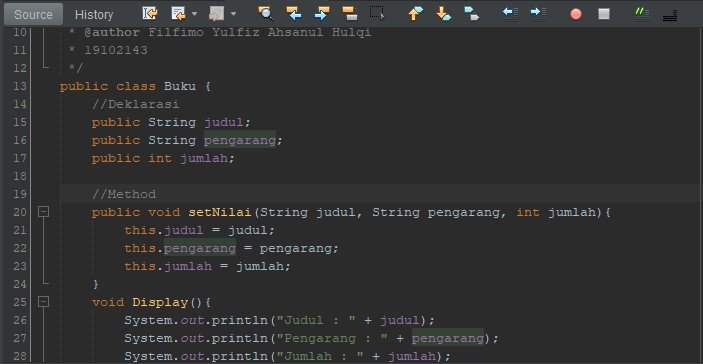 Source History
10 * @author Filfimo Yulfiz Ahsanul Hulqi
11 * 19102143
12 */
13 public class Buku {
14 //Deklarasi
15 public String judul;
16 public String pengarang;
17 public int jumlah;
18
19 //Method
20 public void setNilai(String judul, String pengarang, int jumlah){
21 this.judul = judul;
22 this.pengarang = pengarang;
23 this.jumlah = jumlah;
24 }
25 void Display(){
26 System.out.println("Judul : " + judul);
27 System.out.println("Pengarang : " + pengarang);
28 System.out.println("Jumlah : " + jumlah);